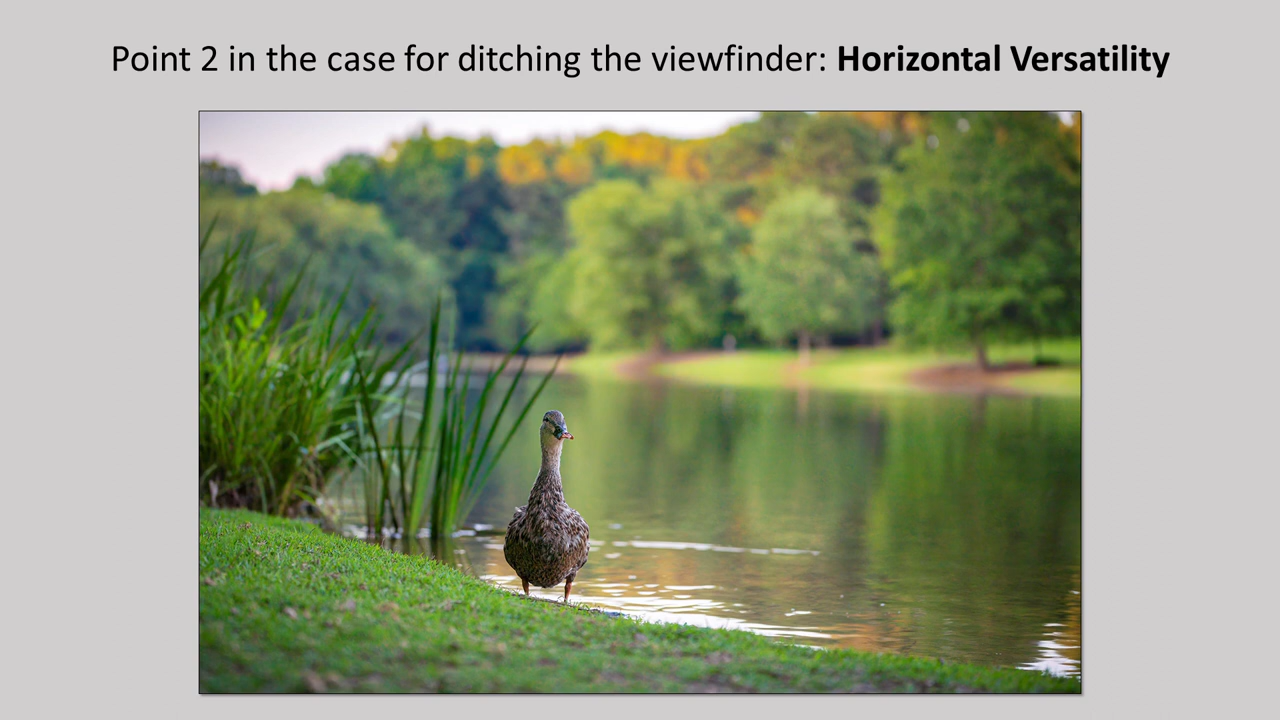 Point 2 in the case for ditching the viewfinder: Horizontal Versatility